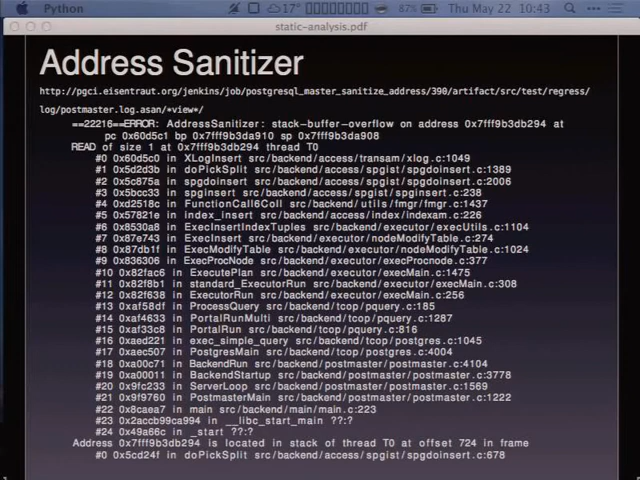 Python 17° 87% Thu May 22 10:43
static-analysis.pdf
Address Sanitizer
http://pgci.eisentraut.org/jenkins/job/postgresql_master_sanitize_address/390/artifact/src/test/regress/
log/postmaster.log.asan/*view*/
==22216==ERROR: AddressSanitizer: stack-buffer-overflow on address 0x7fff9b3db294 at
pc 0x60d5c1 bp 0x7fff9b3da910 sp 0x7fff9b3da908
READ of size 1 at 0x7fff9b3db294 thread T0
#0 0x60d5c0 in XLogInsert src/backend/access/transam/xlog.c:1049
#1 0x5d2d3b in doPickSplit src/backend/access/spgist/spgdoinsert.c:1389
#2 0x5c875a in spgdoinsert src/backend/access/spgist/spgdoinsert.c:2006
#3 0x5bcc33 in spginsert src/backend/access/spgist/spginsert.c:238
#4 0xd2518c in FunctionCall6Coll src/backend/utils/fmgr/fmgr.c:1437
#5 0x57821e in index_insert src/backend/access/index/indexam.c:226
#6 0x8530a8 in ExecInsertIndexTuples src/backend/executor/execUtils.c:1104
#7 0x87e743 in ExecInsert src/backend/executor/nodeModifyTable.c:274
#8 0x87db1f in ExecModifyTable src/backend/executor/nodeModifyTable.c:1024
#9 0x836306 in ExecProcNode src/backend/executor/execProcnode.c:377
#10 0x82fac6 in ExecutePlan src/backend/executor/execMain.c:1475
#11 0x82f8b1 in standard_ExecutorRun src/backend/executor/execMain.c:308
#12 0x82f638 in ExecutorRun src/backend/executor/execMain.c:256
#13 0xaf58df in ProcessQuery src/backend/tcop/pquery.c:185
#14 0xaf4633 in PortalRunMulti src/backend/tcop/pquery.c:1287
#15 0xaf33c8 in PortalRun src/backend/tcop/pquery.c:816
#16 0xaed221 in exec_simple_query src/backend/tcop/postgres.c:1045
#17 0xaec507 in PostgresMain src/backend/tcop/postgres.c:4004
#18 0xa00c71 in BackendRun src/backend/postmaster/postmaster.c:4104
#19 0xa00011 in BackendStartup src/backend/postmaster/postmaster.c:3778
#20 0x9fc233 in ServerLoop src/backend/postmaster/postmaster.c:1569
#21 0x9f9760 in PostmasterMain src/backend/postmaster/postmaster.c:1222
#22 0x8caea7 in main src/backend/main/main.c:223
#23 0x2accb99ca994 in __libc_start_main ??:?
#24 0x49a66c in _start ??:?
Address 0x7fff9b3db294 is located in stack of thread T0 at offset 724 in frame
#0 0x5cd24f in doPickSplit src/backend/access/spgist/spgdoinsert.c:678